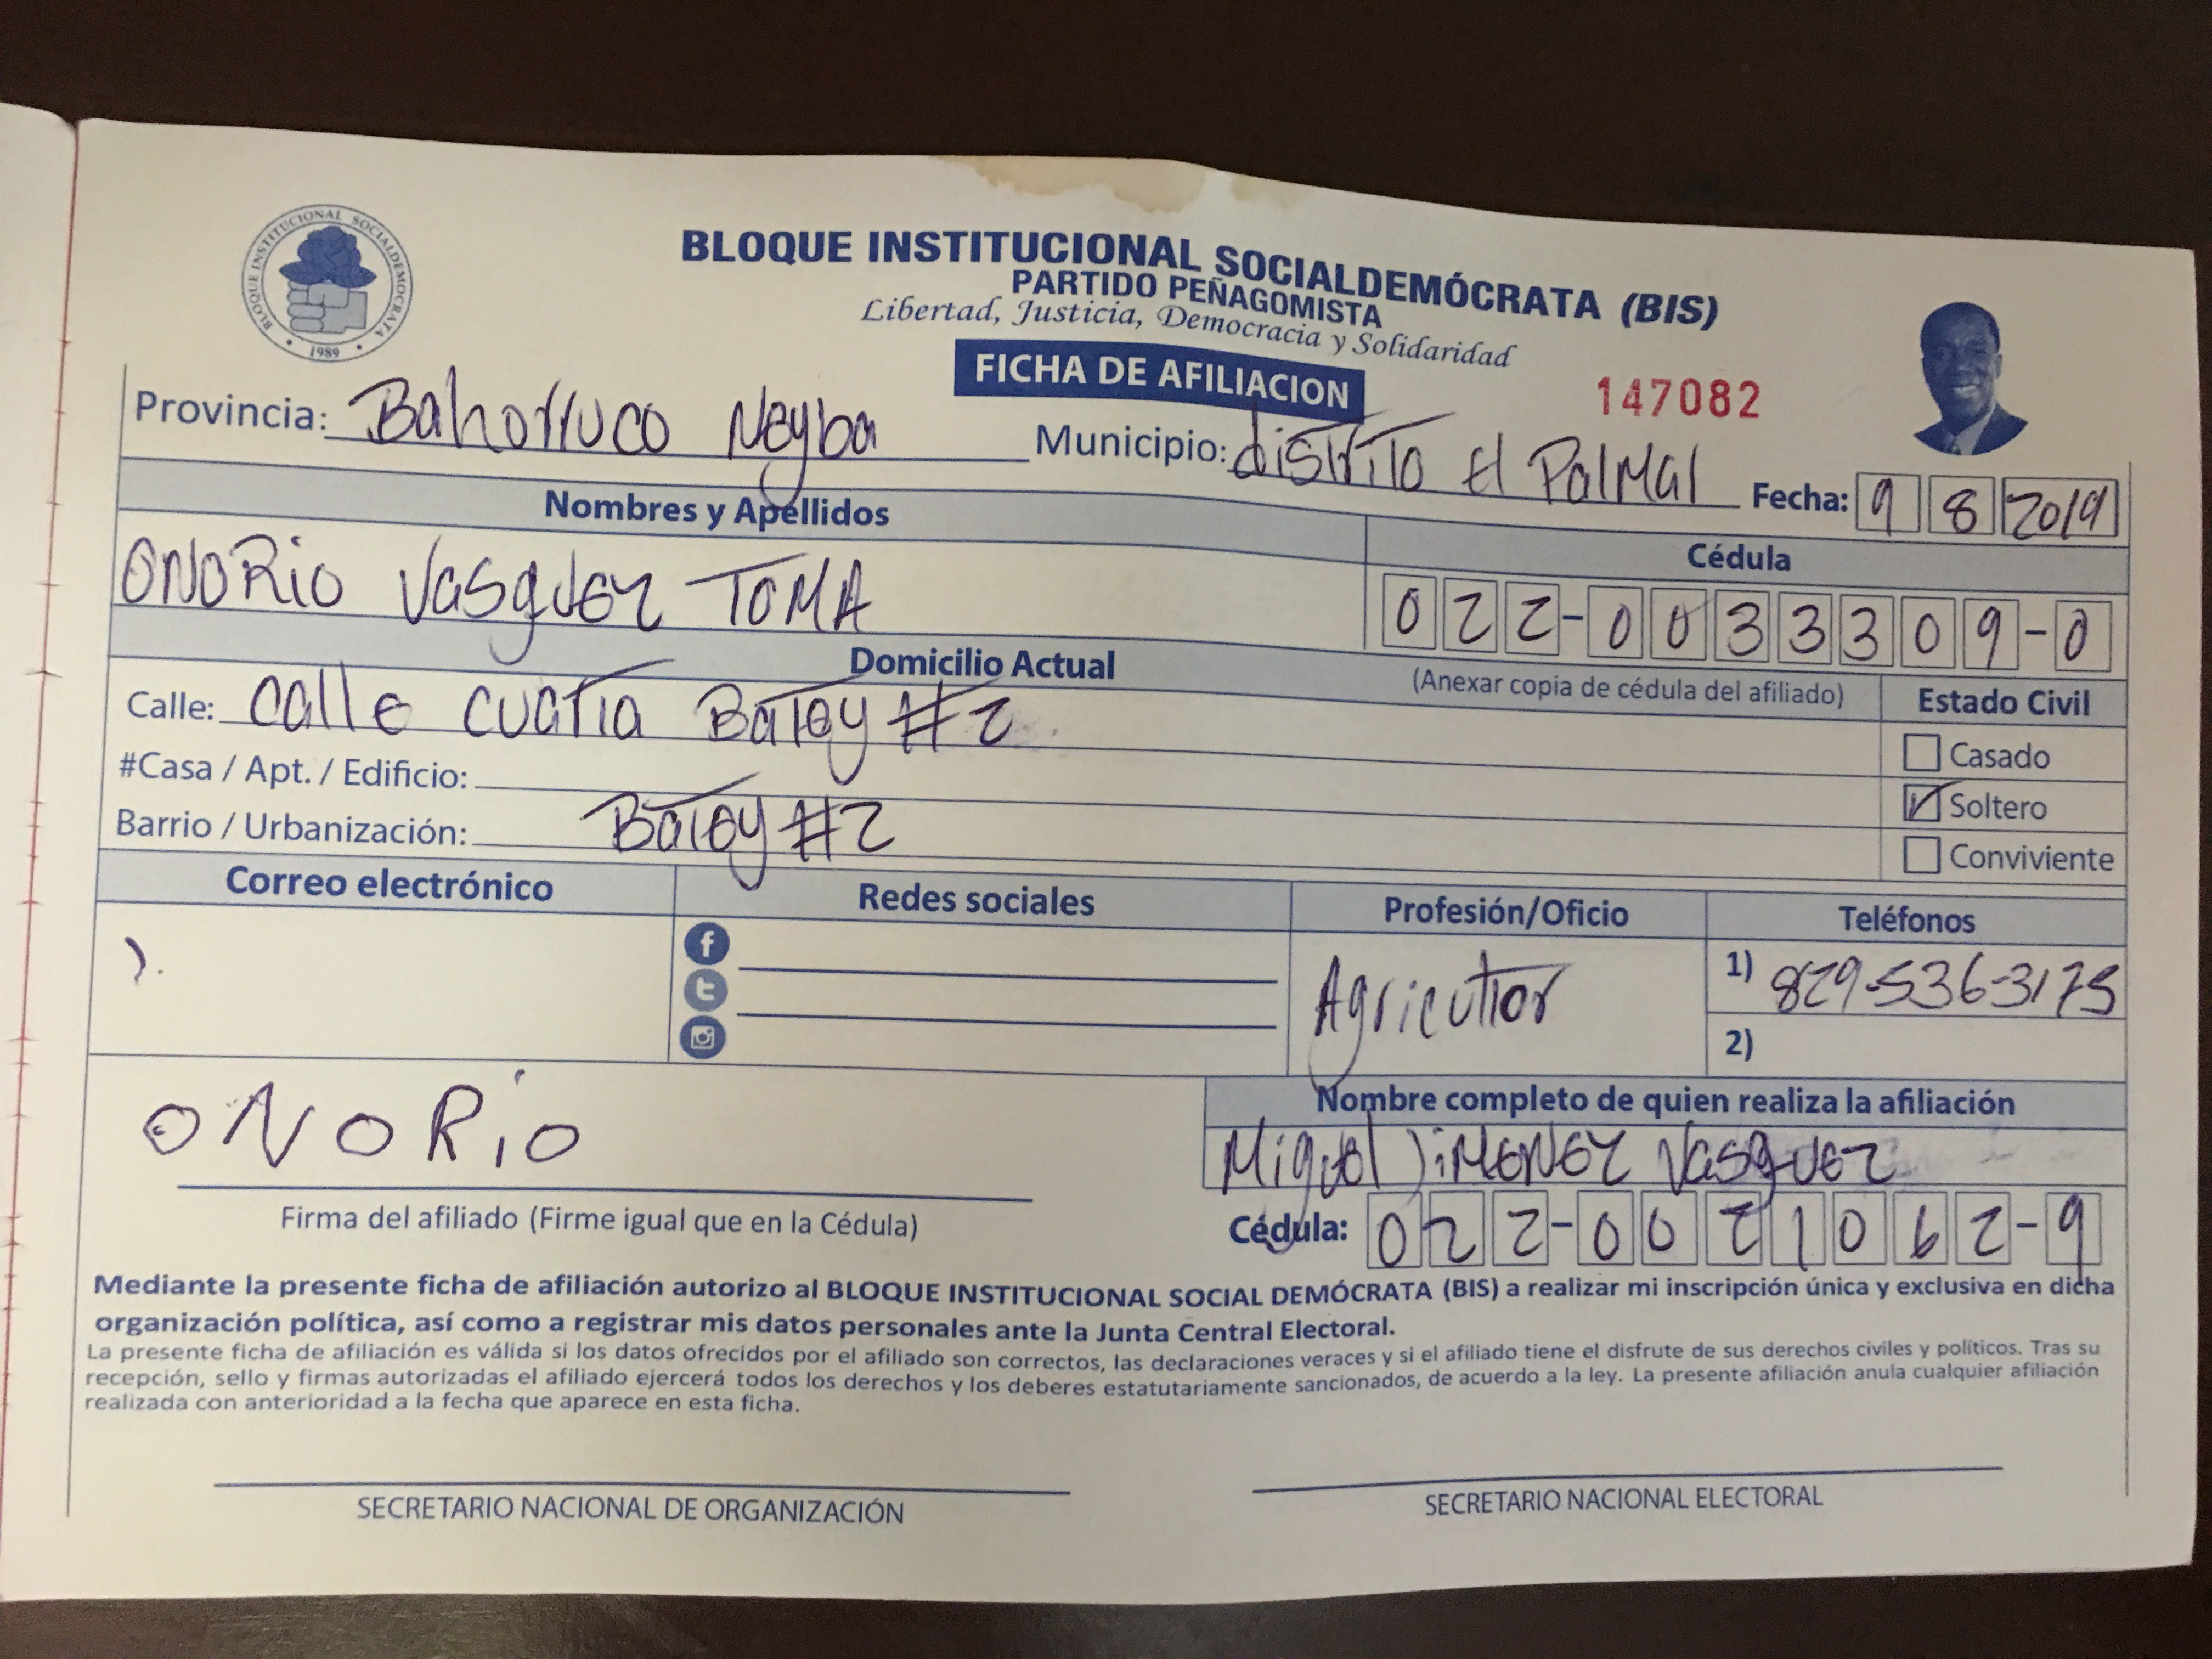 BLOQUE INSTITUCIONAL SOCIALDEMOCRATA
1989
BLOQUE INSTITUCIONAL SOCIALDEMÓCRATA (BIS)
PARTIDO PEÑAGOMISTA
Libertad, Justicia, Democracia y Solidaridad
FICHA DE AFILIACION
147082
Provincia: Bahorruco Neyba Municipio: distrito El Palmal Fecha: 9 8 2019
Nombres y Apellidos
Cédula
ONORio Vasquez TOMA
022-0033309-0
Domicilio Actual
(Anexar copia de cédula del afiliado)
Estado Civil
Calle: calle cuatra Batey #2
Casado
#Casa / Apt. / Edificio:
Soltero
Barrio / Urbanización: Batey #2
Conviviente
Correo electrónico
Redes sociales
Profesión/Oficio
Teléfonos
Agricuttor
1) 829-536-3175
2)
ONORiO
Nombre completo de quien realiza la afiliación
Miguel JiMENEZ Vasquez
Firma del afiliado (Firme igual que en la Cédula)
Cédula: 022-0021062-9
Mediante la presente ficha de afiliación autorizo al BLOQUE INSTITUCIONAL SOCIAL DEMÓCRATA (BIS) a realizar mi inscripción única y exclusiva en dicha
organización política, así como a registrar mis datos personales ante la Junta Central Electoral.
La presente ficha de afiliación es válida si los datos ofrecidos por el afiliado son correctos, las declaraciones veraces y si el afiliado tiene el disfrute de sus derechos civiles y políticos. Tras su
recepción, sello y firmas autorizadas el afiliado ejercerá todos los derechos y los deberes estatutariamente sancionados, de acuerdo a la ley. La presente afiliación anula cualquier afiliación
realizada con anterioridad a la fecha que aparece en esta ficha.
SECRETARIO NACIONAL DE ORGANIZACIÓN
SECRETARIO NACIONAL ELECTORAL